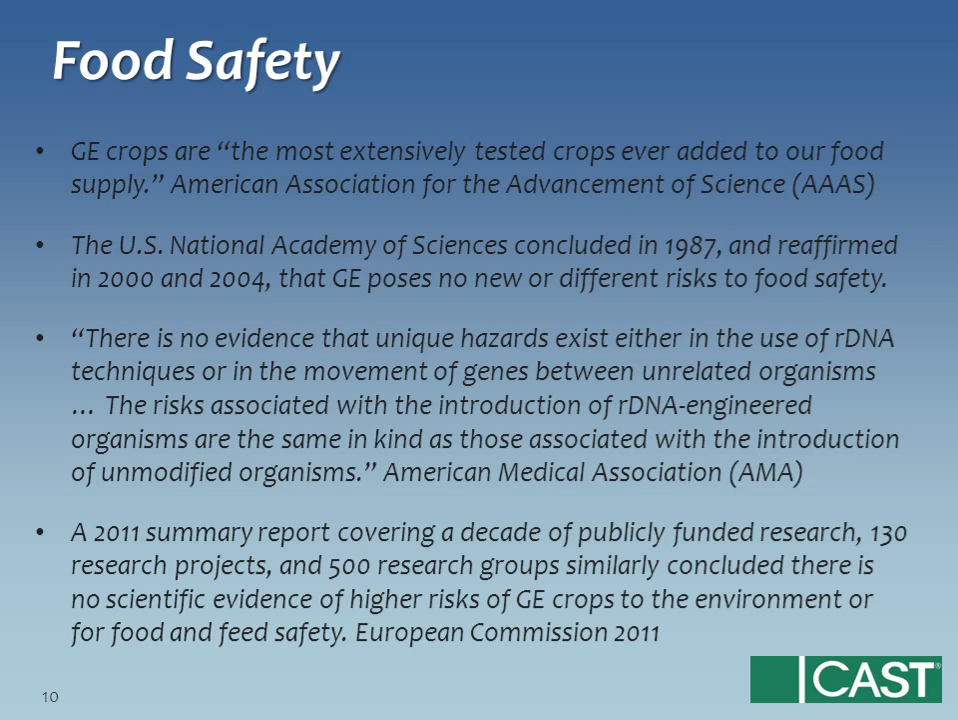 Food Safety
• GE crops are “the most extensively tested crops ever added to our food
supply.” American Association for the Advancement of Science (AAAS)
• The U.S. National Academy of Sciences concluded in 1987, and reaffirmed
in 2000 and 2004, that GE poses no new or different risks to food safety.
• “There is no evidence that unique hazards exist either in the use of rDNA
techniques or in the movement of genes between unrelated organisms
… The risks associated with the introduction of rDNA-engineered
organisms are the same in kind as those associated with the introduction
of unmodified organisms.” American Medical Association (AMA)
• A 2011 summary report covering a decade of publicly funded research, 130
research projects, and 500 research groups similarly concluded there is
no scientific evidence of higher risks of GE crops to the environment or
for food and feed safety. European Commission 2011
10
CAST®